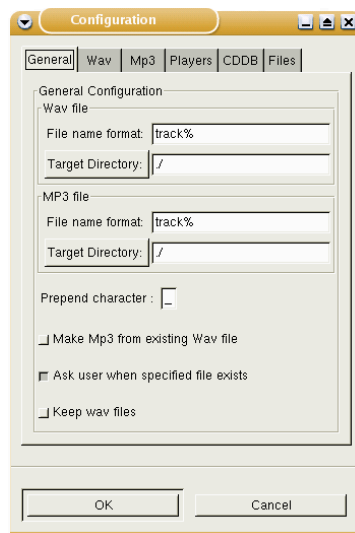 Configuration
General Wav Mp3 Players CDDB Files
General Configuration
Wav file
File name format: track%
Target Directory: ./
MP3 file
File name format: track%
Target Directory: ./
Prepend character : _
Make Mp3 from existing Wav file
Ask user when specified file exists
Keep wav files
OK Cancel